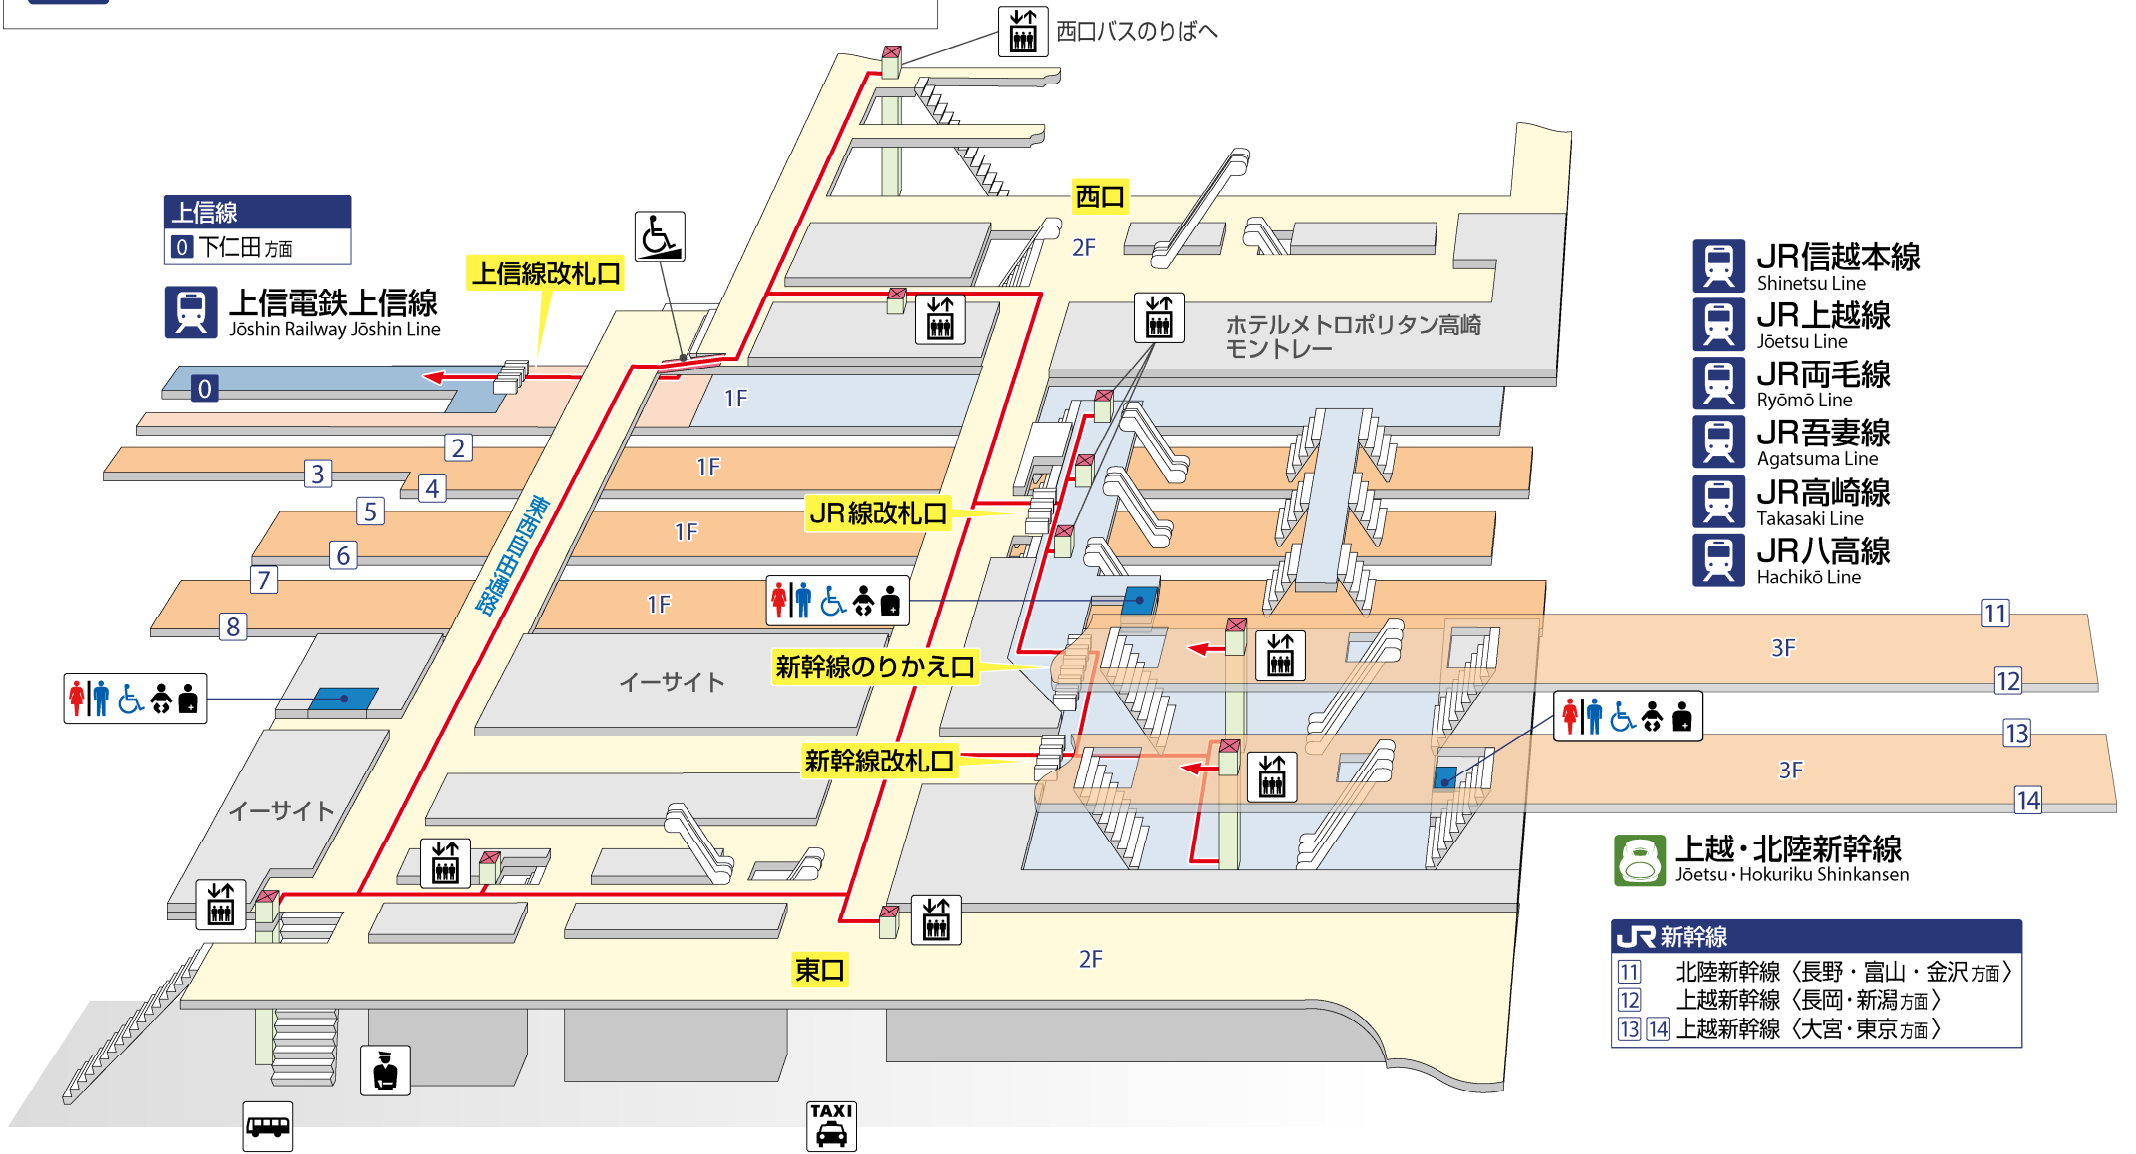 西口バスのりばへ
西口
2F
上信線
0 下仁田方面
上信線改札口
上信電鉄上信線
Jōshin Railway Jōshin Line
ホテルメトロポリタン高崎
モントレー
JR信越本線
Shinetsu Line
JR上越線
Jōetsu Line
JR両毛線
Ryōmō Line
JR吾妻線
Agatsuma Line
JR高崎線
Takasaki Line
JR八高線
Hachikō Line
0
1F
2
3
4
1F
5
6
1F
7
8
1F
東西自由通路
JR線改札口
新幹線のりかえ口
新幹線改札口
イーサイト
イーサイト
11
3F
12
13
3F
14
上越・北陸新幹線
Jōetsu・Hokuriku Shinkansen
JR新幹線
11 北陸新幹線〈長野・富山・金沢方面〉
12 上越新幹線〈長岡・新潟方面〉
13 14 上越新幹線〈大宮・東京方面〉
東口
2F
TAXI